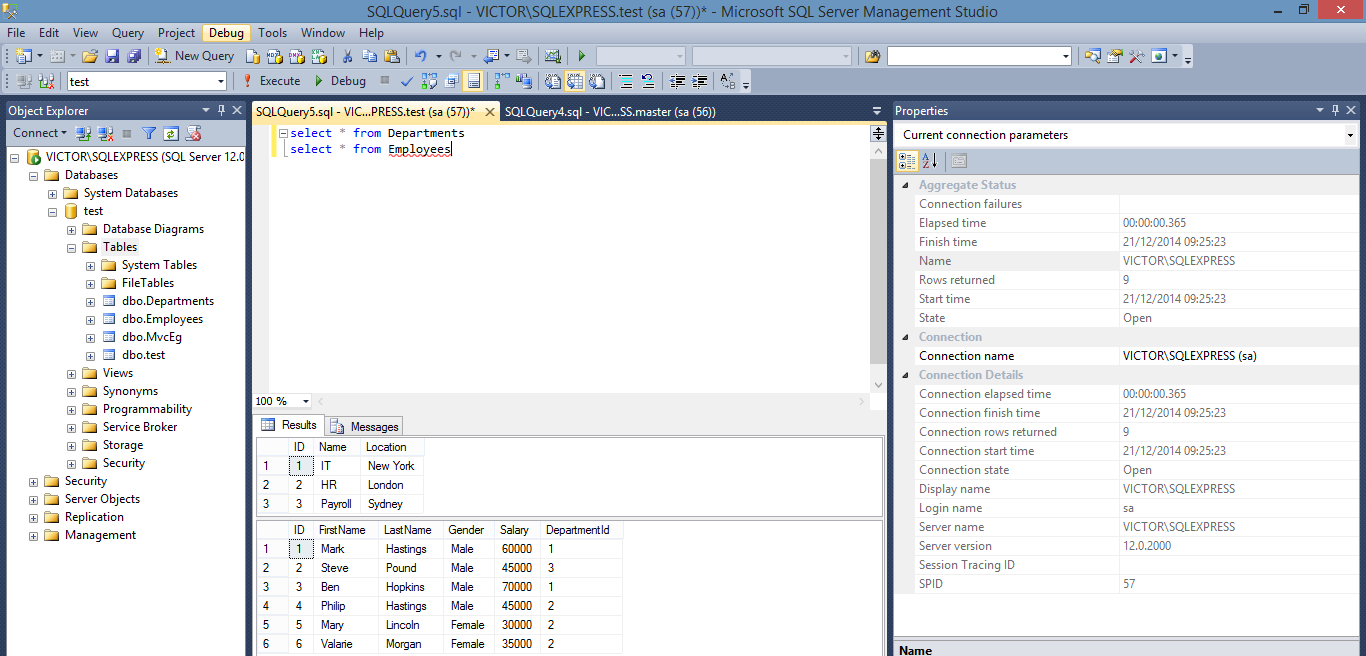 SQLQuery5.sql - VICTOR\SQLEXPRESS.test (sa (57))* - Microsoft SQL Server Management Studio
File Edit View Query Project Debug Tools Window Help
New Query
test Execute Debug
Object Explorer
Connect
VICTOR\SQLEXPRESS (SQL Server 12.0
Databases
System Databases
test
Database Diagrams
Tables
System Tables
FileTables
dbo.Departments
dbo.Employees
dbo.MvcEg
dbo.test
Views
Synonyms
Programmability
Service Broker
Storage
Security
Security
Server Objects
Replication
Management
SQLQuery5.sql - VIC...PRESS.test (sa (57))* SQLQuery4.sql - VIC...SS.master (sa (56))
select * from Departments
select * from Employees
100 %
Results Messages
ID Name Location
1 1 IT New York
2 2 HR London
3 3 Payroll Sydney
ID FirstName LastName Gender Salary DepartmentId
1 1 Mark Hastings Male 60000 1
2 2 Steve Pound Male 45000 3
3 3 Ben Hopkins Male 70000 1
4 4 Philip Hastings Male 45000 2
5 5 Mary Lincoln Female 30000 2
6 6 Valarie Morgan Female 35000 2
Properties
Current connection parameters
Aggregate Status
Connection failures
Elapsed time 00:00:00.365
Finish time 21/12/2014 09:25:23
Name VICTOR\SQLEXPRESS
Rows returned 9
Start time 21/12/2014 09:25:23
State Open
Connection
Connection name VICTOR\SQLEXPRESS (sa)
Connection Details
Connection elapsed time 00:00:00.365
Connection finish time 21/12/2014 09:25:23
Connection rows returned 9
Connection start time 21/12/2014 09:25:23
Connection state Open
Display name VICTOR\SQLEXPRESS
Login name sa
Server name VICTOR\SQLEXPRESS
Server version 12.0.2000
Session Tracing ID
SPID 57
Name